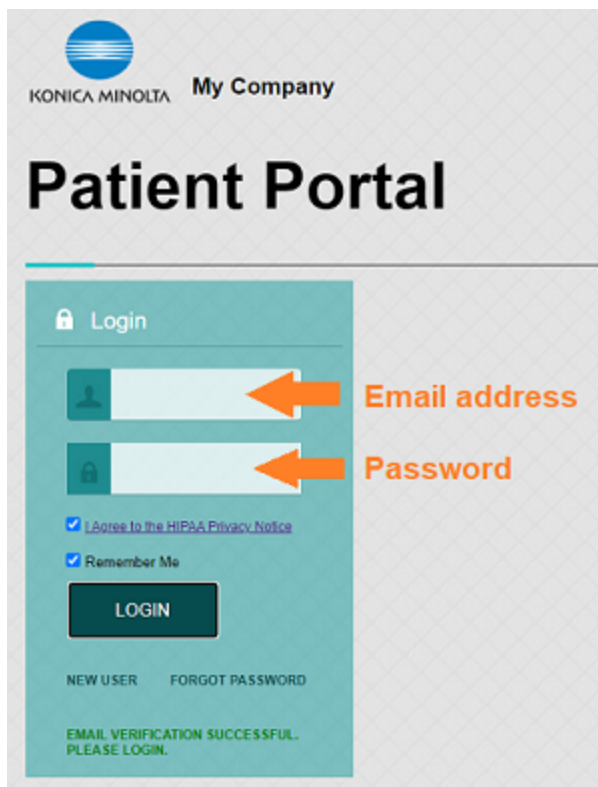 KONICA MINOLTA
My Company
Patient Portal
Login
Email address
Password
I Agree to the HIPAA Privacy Notice
Remember Me
LOGIN
NEW USER FORGOT PASSWORD
EMAIL VERIFICATION SUCCESSFUL.
PLEASE LOGIN.